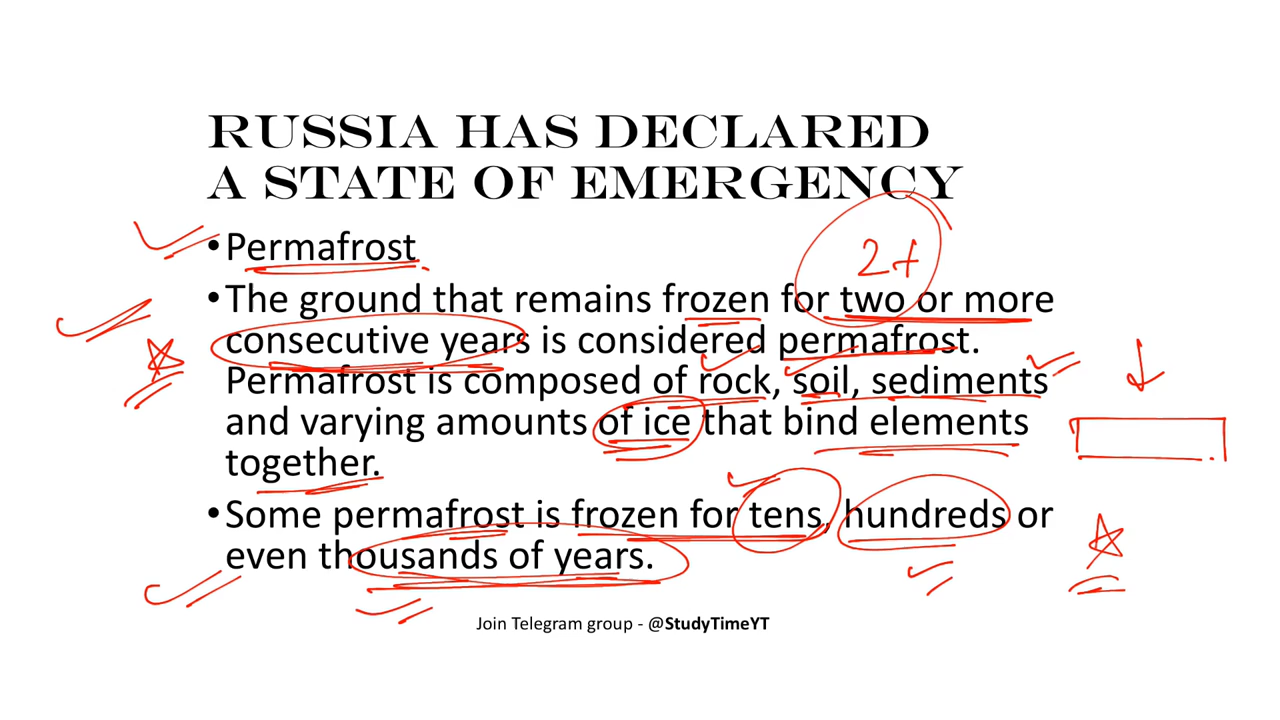 RUSSIA HAS DECLARED
A STATE OF EMERGENCY
•Permafrost
2+
•The ground that remains frozen for two or more
consecutive years is considered permafrost.
Permafrost is composed of rock, soil, sediments
and varying amounts of ice that bind elements
together.
•Some permafrost is frozen for tens, hundreds or
even thousands of years.
Join Telegram group - @StudyTimeYT